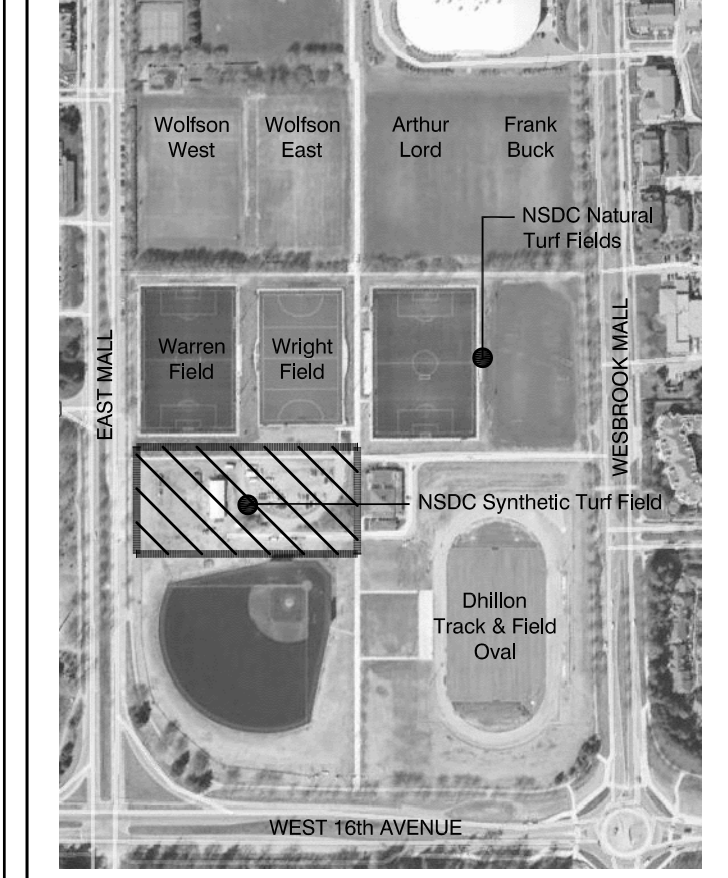 Wolfson
West
Wolfson
East
Arthur
Lord
Frank
Buck
NSDC Natural
Turf Fields
Warren
Field
Wright
Field
EAST MALL
WESBROOK MALL
NSDC Synthetic Turf Field
Dhillon
Track & Field
Oval
WEST 16th AVENUE